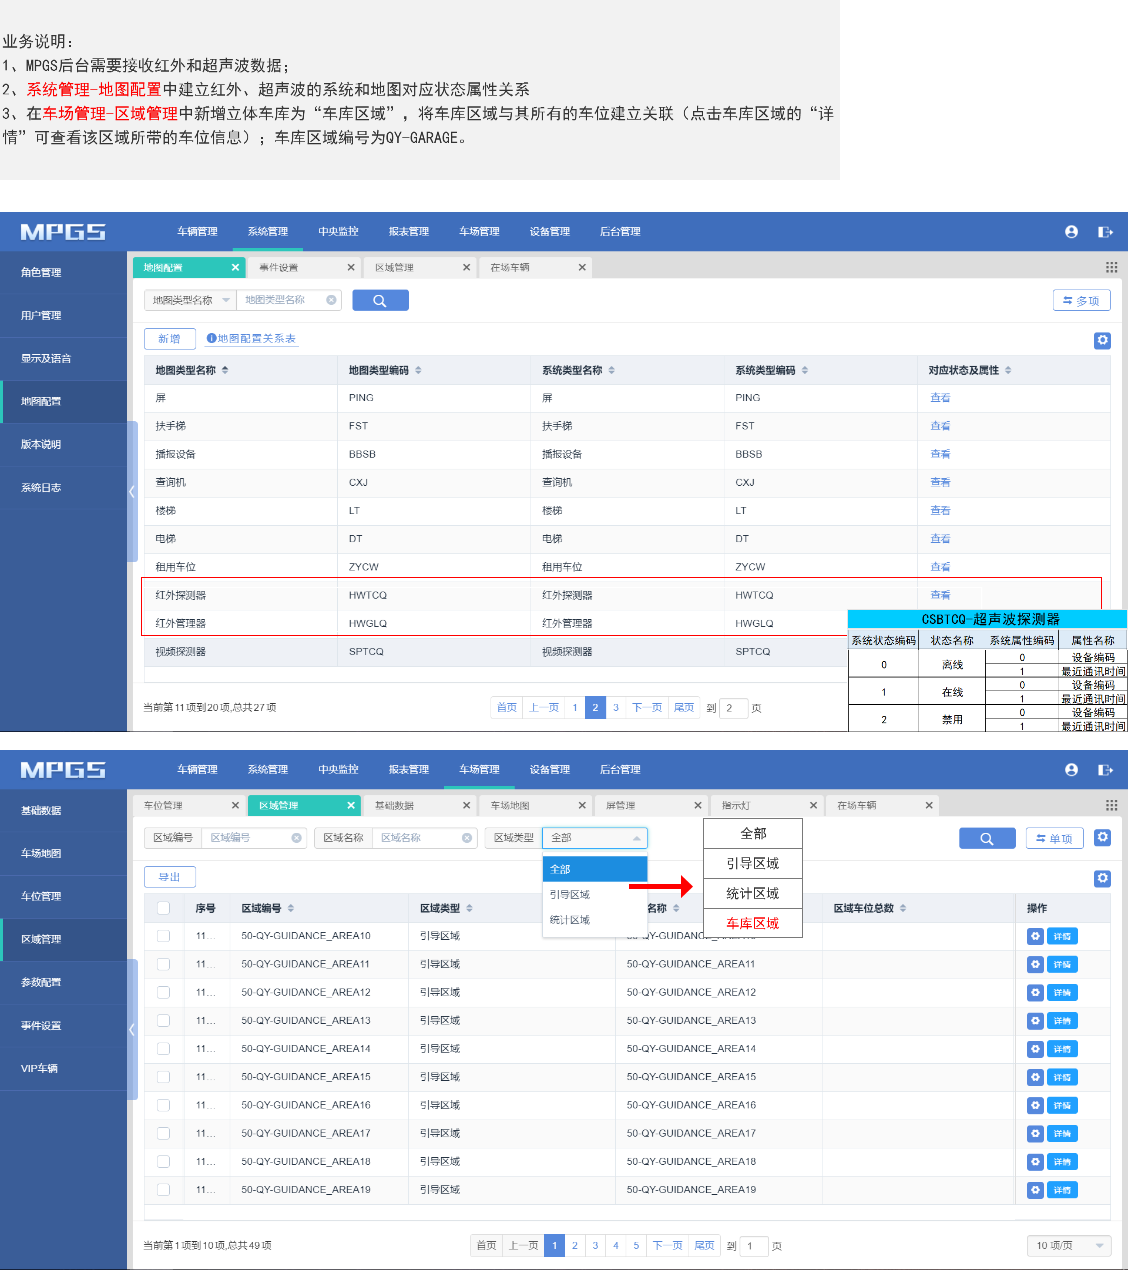 业务说明：
1、MPGS后台需要接收红外和超声波数据；
2、系统管理-地图配置中建立红外、超声波的系统和地图对应状态属性关系
3、在车场管理-区域管理中新增立体车库为“车库区域”，将车库区域与其所有的车位建立关联（点击车库区域的“详
情”可查看该区域所带的车位信息）；车库区域编号为QY-GARAGE。
MPGS 车辆管理 系统管理 中央监控 报表管理 车场管理 设备管理 后台管理
角色管理
用户管理
显示及语音
地图配置
版本说明
系统日志
地图配置 事件设置 区域管理 在场车辆
地图类型名称 地图类型名称 多项
新增 地图配置关系表
地图类型名称 地图类型编码 系统类型名称 系统类型编码 对应状态及属性
屏 PING 屏 PING 查看
扶手梯 FST 扶手梯 FST 查看
播报设备 BBSB 播报设备 BBSB 查看
查询机 CXJ 查询机 CXJ 查看
楼梯 LT 楼梯 LT 查看
电梯 DT 电梯 DT 查看
租用车位 ZYCW 租用车位 ZYCW 查看
红外探测器 HWTCQ 红外探测器 HWTCQ 查看
红外管理器 HWGLQ 红外管理器 HWGLQ
视频探测器 SPTCQ 视频探测器 SPTCQ
当前第11项到20项,总共27项 首页 上一页 1 2 3 下一页 尾页 到 2 页
CSBTCQ-超声波探测器
系统状态编码 状态名称 系统属性编码 属性名称
0 离线 0 设备编码
1 最近通讯时间
1 在线 0 设备编码
1 最近通讯时间
2 禁用 0 设备编码
1 最近通讯时间
MPGS 车辆管理 系统管理 中央监控 报表管理 车场管理 设备管理 后台管理
基础数据
车场地图
车位管理
区域管理
参数配置
事件设置
VIP车辆
车位管理 区域管理 基础数据 车场地图 屏管理 指示灯 在场车辆
区域编号 区域编号 区域名称 区域名称 区域类型 全部 单项
全部
引导区域
统计区域
全部
引导区域
统计区域
车库区域
导出
序号 区域编号 区域类型 名称 区域车位总数 操作
11... 50-QY-GUIDANCE_AREA10 引导区域 详情
11... 50-QY-GUIDANCE_AREA11 引导区域 50-QY-GUIDANCE_AREA11 详情
11... 50-QY-GUIDANCE_AREA12 引导区域 50-QY-GUIDANCE_AREA12 详情
11... 50-QY-GUIDANCE_AREA13 引导区域 50-QY-GUIDANCE_AREA13 详情
11... 50-QY-GUIDANCE_AREA14 引导区域 50-QY-GUIDANCE_AREA14 详情
11... 50-QY-GUIDANCE_AREA15 引导区域 50-QY-GUIDANCE_AREA15 详情
11... 50-QY-GUIDANCE_AREA16 引导区域 50-QY-GUIDANCE_AREA16 详情
11... 50-QY-GUIDANCE_AREA17 引导区域 50-QY-GUIDANCE_AREA17 详情
11... 50-QY-GUIDANCE_AREA18 引导区域 50-QY-GUIDANCE_AREA18 详情
11... 50-QY-GUIDANCE_AREA19 引导区域 50-QY-GUIDANCE_AREA19 详情
当前第1项到10项,总共49项 首页 上一页 1 2 3 4 5 下一页 尾页 到 1 页 10 项/页